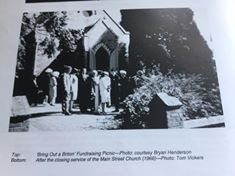 Top: 'Bring Out a Briton' Fundraising Picnic—Photo: courtesy Bryan Henderson
Bottom: After the closing service of the Main Street Church (1966)—Photo: Tom Vickers